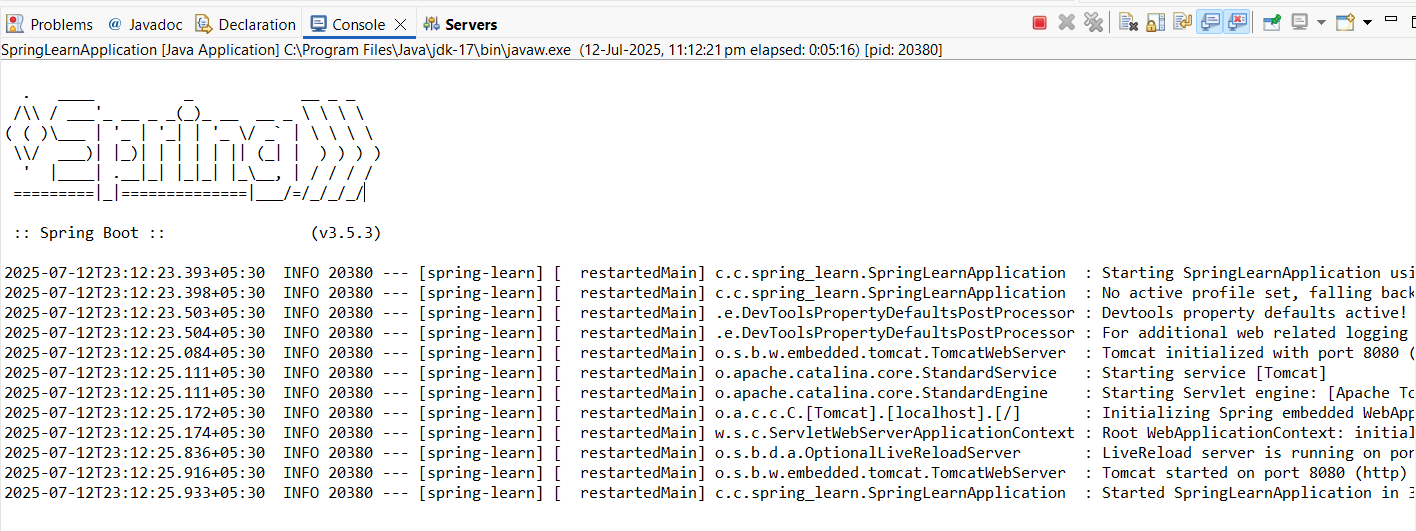 Problems @ Javadoc Declaration Console Servers
SpringLearnApplication [Java Application] C:\Program Files\Java\jdk-17\bin\javaw.exe (12-Jul-2025, 11:12:21 pm elapsed: 0:05:16) [pid: 20380]
  .   ____          _            __ _ _
 /\\ / ___'_ __ _ _(_)_ __  __ _ \ \ \ \
( ( )\___ | '_ | '_| | '_ \/ _` | \ \ \ \
 \\/  ___)| |_)| | | | | || (_| |  ) ) ) )
  '  |____| .__|_| |_|_| |_\__, | / / / /
 =========|_|==============|___/=/_/_/_/
 :: Spring Boot ::                (v3.5.3)
2025-07-12T23:12:23.393+05:30  INFO 20380 --- [spring-learn] [  restartedMain] c.c.spring_learn.SpringLearnApplication  : Starting SpringLearnApplication usi
2025-07-12T23:12:23.398+05:30  INFO 20380 --- [spring-learn] [  restartedMain] c.c.spring_learn.SpringLearnApplication  : No active profile set, falling back
2025-07-12T23:12:23.503+05:30  INFO 20380 --- [spring-learn] [  restartedMain] .e.DevToolsPropertyDefaultsPostProcessor : Devtools property defaults active!
2025-07-12T23:12:23.504+05:30  INFO 20380 --- [spring-learn] [  restartedMain] .e.DevToolsPropertyDefaultsPostProcessor : For additional web related logging
2025-07-12T23:12:25.084+05:30  INFO 20380 --- [spring-learn] [  restartedMain] o.s.b.w.embedded.tomcat.TomcatWebServer  : Tomcat initialized with port 8080 (
2025-07-12T23:12:25.111+05:30  INFO 20380 --- [spring-learn] [  restartedMain] o.apache.catalina.core.StandardService   : Starting service [Tomcat]
2025-07-12T23:12:25.111+05:30  INFO 20380 --- [spring-learn] [  restartedMain] o.apache.catalina.core.StandardEngine    : Starting Servlet engine: [Apache To
2025-07-12T23:12:25.172+05:30  INFO 20380 --- [spring-learn] [  restartedMain] o.a.c.c.C.[Tomcat].[localhost].[/]       : Initializing Spring embedded WebApp
2025-07-12T23:12:25.174+05:30  INFO 20380 --- [spring-learn] [  restartedMain] w.s.c.ServletWebServerApplicationContext : Root WebApplicationContext: initial
2025-07-12T23:12:25.836+05:30  INFO 20380 --- [spring-learn] [  restartedMain] o.s.b.d.a.OptionalLiveReloadServer       : LiveReload server is running on por
2025-07-12T23:12:25.916+05:30  INFO 20380 --- [spring-learn] [  restartedMain] o.s.b.w.embedded.tomcat.TomcatWebServer  : Tomcat started on port 8080 (http)
2025-07-12T23:12:25.933+05:30  INFO 20380 --- [spring-learn] [  restartedMain] c.c.spring_learn.SpringLearnApplication  : Started SpringLearnApplication in 3